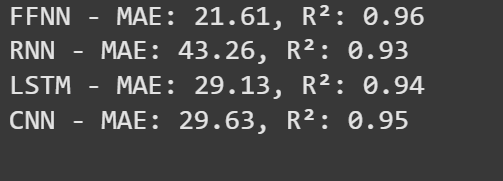 FFNN - MAE: 21.61, R²: 0.96
RNN - MAE: 43.26, R²: 0.93
LSTM - MAE: 29.13, R²: 0.94
CNN - MAE: 29.63, R²: 0.95